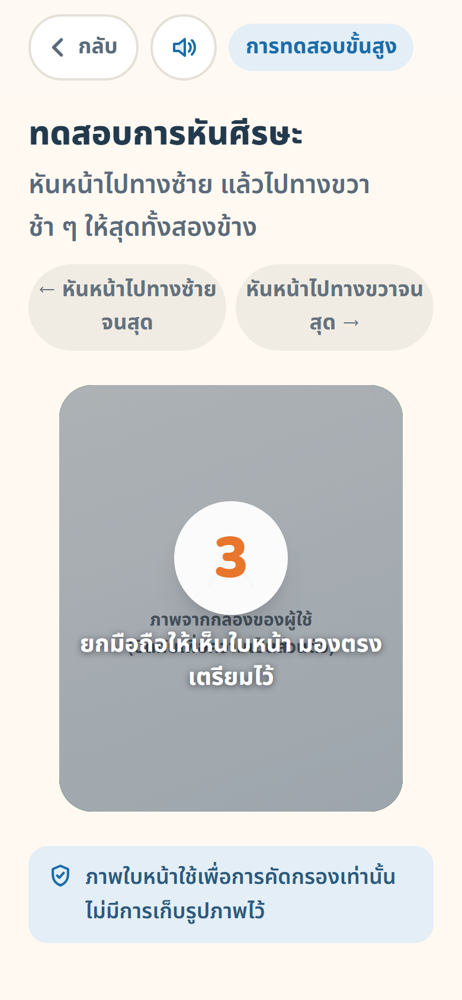 กลับ
การทดสอบขั้นสูง
ทดสอบการหันศีรษะ
หันหน้าไปทางซ้าย แล้วไปทางขวา
ช้า ๆ ให้สุดทั้งสองข้าง
← หันหน้าไปทางซ้าย
จนสุด
หันหน้าไปทางขวาจน
สุด →
3
ภาพจากกล้องของผู้ใช้
ยกมือถือให้เห็นใบหน้า มองตรง
เตรียมไว้
ภาพใบหน้าใช้เพื่อการคัดกรองเท่านั้น
ไม่มีการเก็บรูปภาพไว้